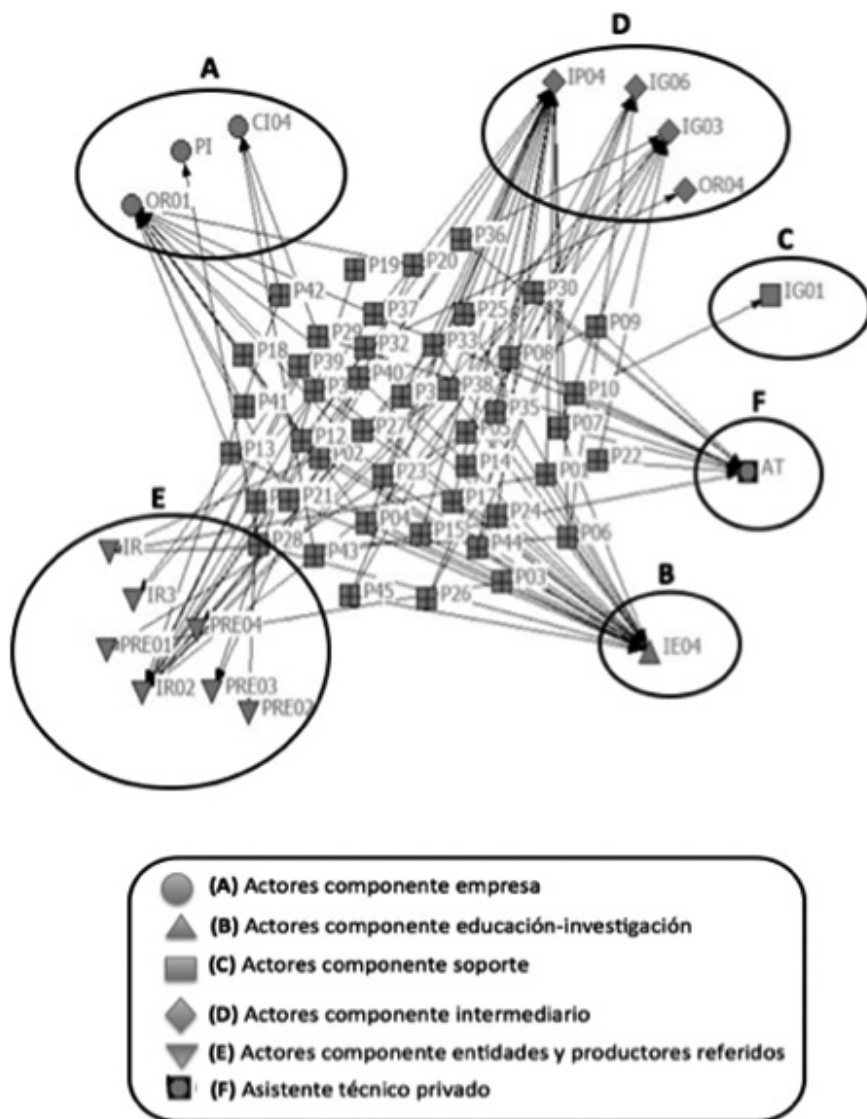 D
A
IP04
IG06
CI04
IG03
PI
OR04
OR01
P36
C
P19
P20
IG01
P42
P30
P37
P25
P09
P29
P33
P32
P18
P08
P39
F
P40
P38
P10
P3
P3
P41
P35
P07
P27
P05
P12
AT
P13
P02
P22
P14
P23
P01
E
P21
P17
P04
P24
P15
P06
B
IR
P28
P43
P44
P03
IR3
P45
P26
PRE04
PRE01
IE04
IR02
PRE03
PRE02
(A) Actores componente empresa
(B) Actores componente educación-investigación
(C) Actores componente soporte
(D) Actores componente intermediario
(E) Actores componente entidades y productores referidos
(F) Asistente técnico privado